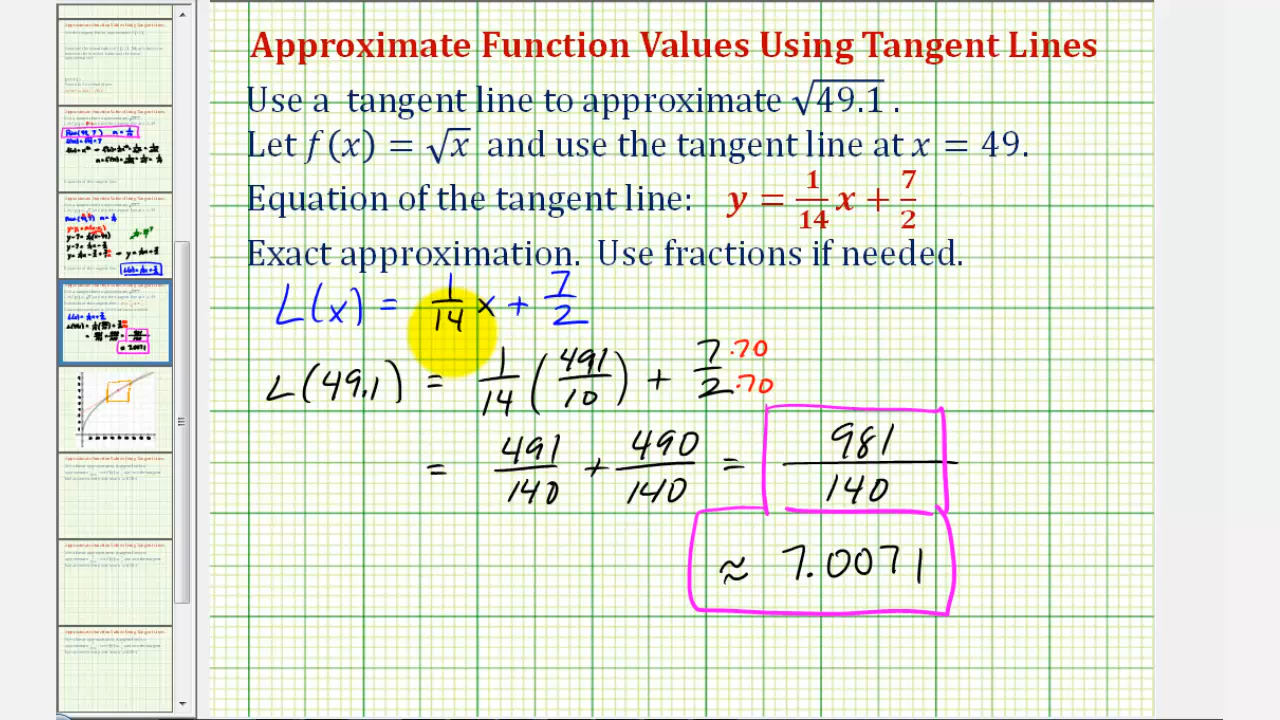 Approximate Function Values Using Tangent Lines
Use a tangent line to approximate √49.1 .
Let f(x) = √x and use the tangent line at x = 49.
Equation of the tangent line: y = 1/14 x + 7/2
Exact approximation. Use fractions if needed.
L(x) = 1/14 x + 7/2
L(49.1) = 1/14 (491/10) + 7/2 ·70 ·70
= 491/140 + 490/140 = 981/140
≈ 7.0071